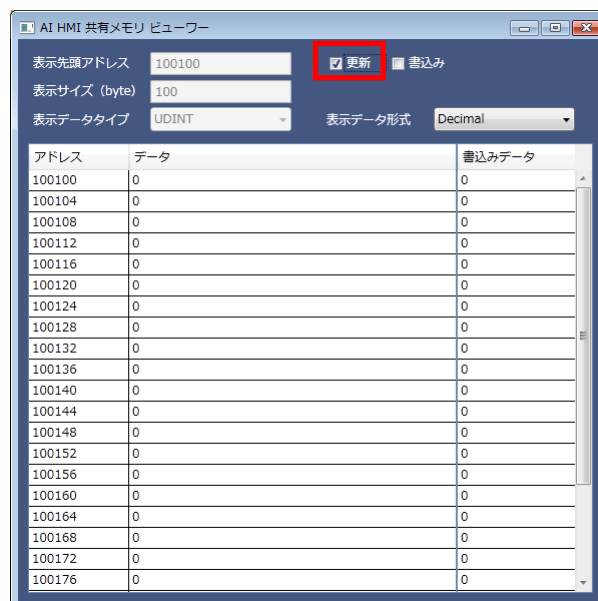 AI HMI 共有メモリ ビューワー
表示先頭アドレス 100100 更新 書込み
表示サイズ（byte） 100
表示データタイプ UDINT 表示データ形式 Decimal
アドレス データ 書込みデータ
100100 0 0
100104 0 0
100108 0 0
100112 0 0
100116 0 0
100120 0 0
100124 0 0
100128 0 0
100132 0 0
100136 0 0
100140 0 0
100144 0 0
100148 0 0
100152 0 0
100156 0 0
100160 0 0
100164 0 0
100168 0 0
100172 0 0
100176 0 0